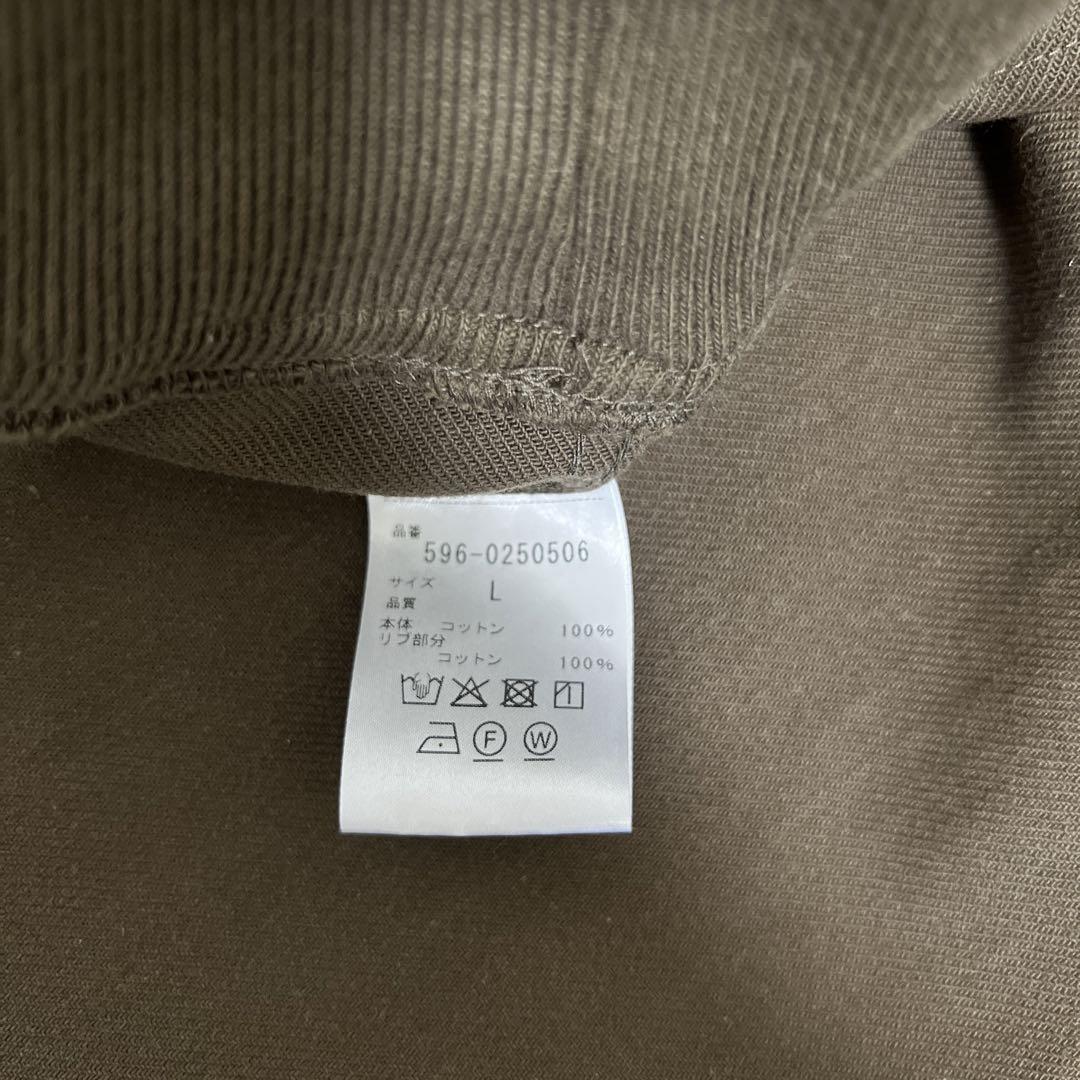 品番
596-0250506
サイズ L
品質
本体 コットン 100%
リブ部分
コットン 100%
F W